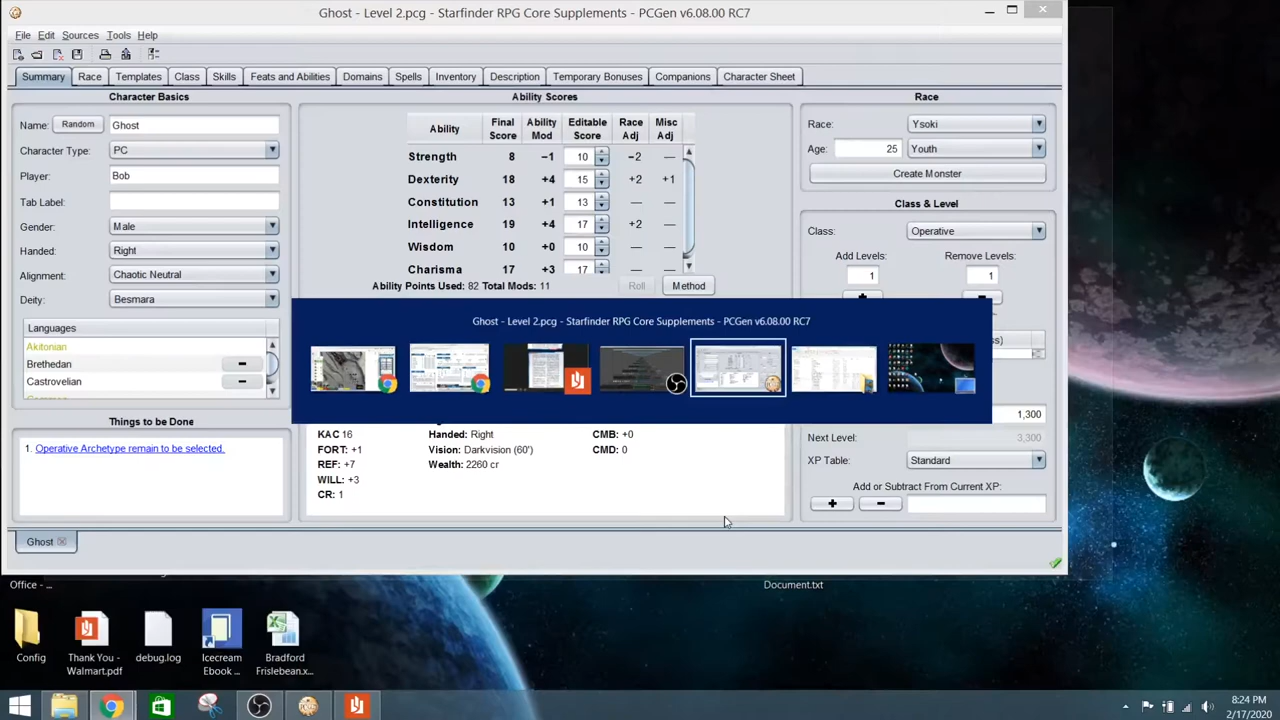 Ghost - Level 2.pcg - Starfinder RPG Core Supplements - PCGen v6.08.00 RC7
File Edit Sources Tools Help
Summary Race Templates Class Skills Feats and Abilities Domains Spells Inventory Description Temporary Bonuses Companions Character Sheet
Character Basics
Name: Random Ghost
Character Type: PC
Player: Bob
Tab Label:
Gender: Male
Handed: Right
Alignment: Chaotic Neutral
Deity: Besmara
Languages
Akitonian
Brethedan
Castrovelian
Things to be Done
1. Operative Archetype remain to be selected.
Ability Scores
Ability Final Score Ability Mod Editable Score Race Adj Misc Adj
Strength 8 −1 10 −2 —
Dexterity 18 +4 15 +2 +1
Constitution 13 +1 13 — —
Intelligence 19 +4 17 +2 —
Wisdom 10 +0 10 — —
Charisma 17 +3 17 — —
Ability Points Used: 82 Total Mods: 11 Roll Method
Ghost - Level 2.pcg - Starfinder RPG Core Supplements - PCGen v6.08.00 RC7
KAC 16 Handed: Right CMB: +0
FORT: +1 Vision: Darkvision (60') CMD: 0
REF: +7 Wealth: 2260 cr
WILL: +3
CR: 1
Race
Race: Ysoki
Age: 25 Youth
Create Monster
Class & Level
Class: Operative
Add Levels: Remove Levels:
1 1
1,300
Next Level: 3,300
XP Table: Standard
Add or Subtract From Current XP:
Ghost
Office - ...
Document.txt
Config
Thank You - Walmart.pdf
debug.log
Icecream Ebook ...
Bradford Frislebean.x...
8:24 PM
2/17/2020